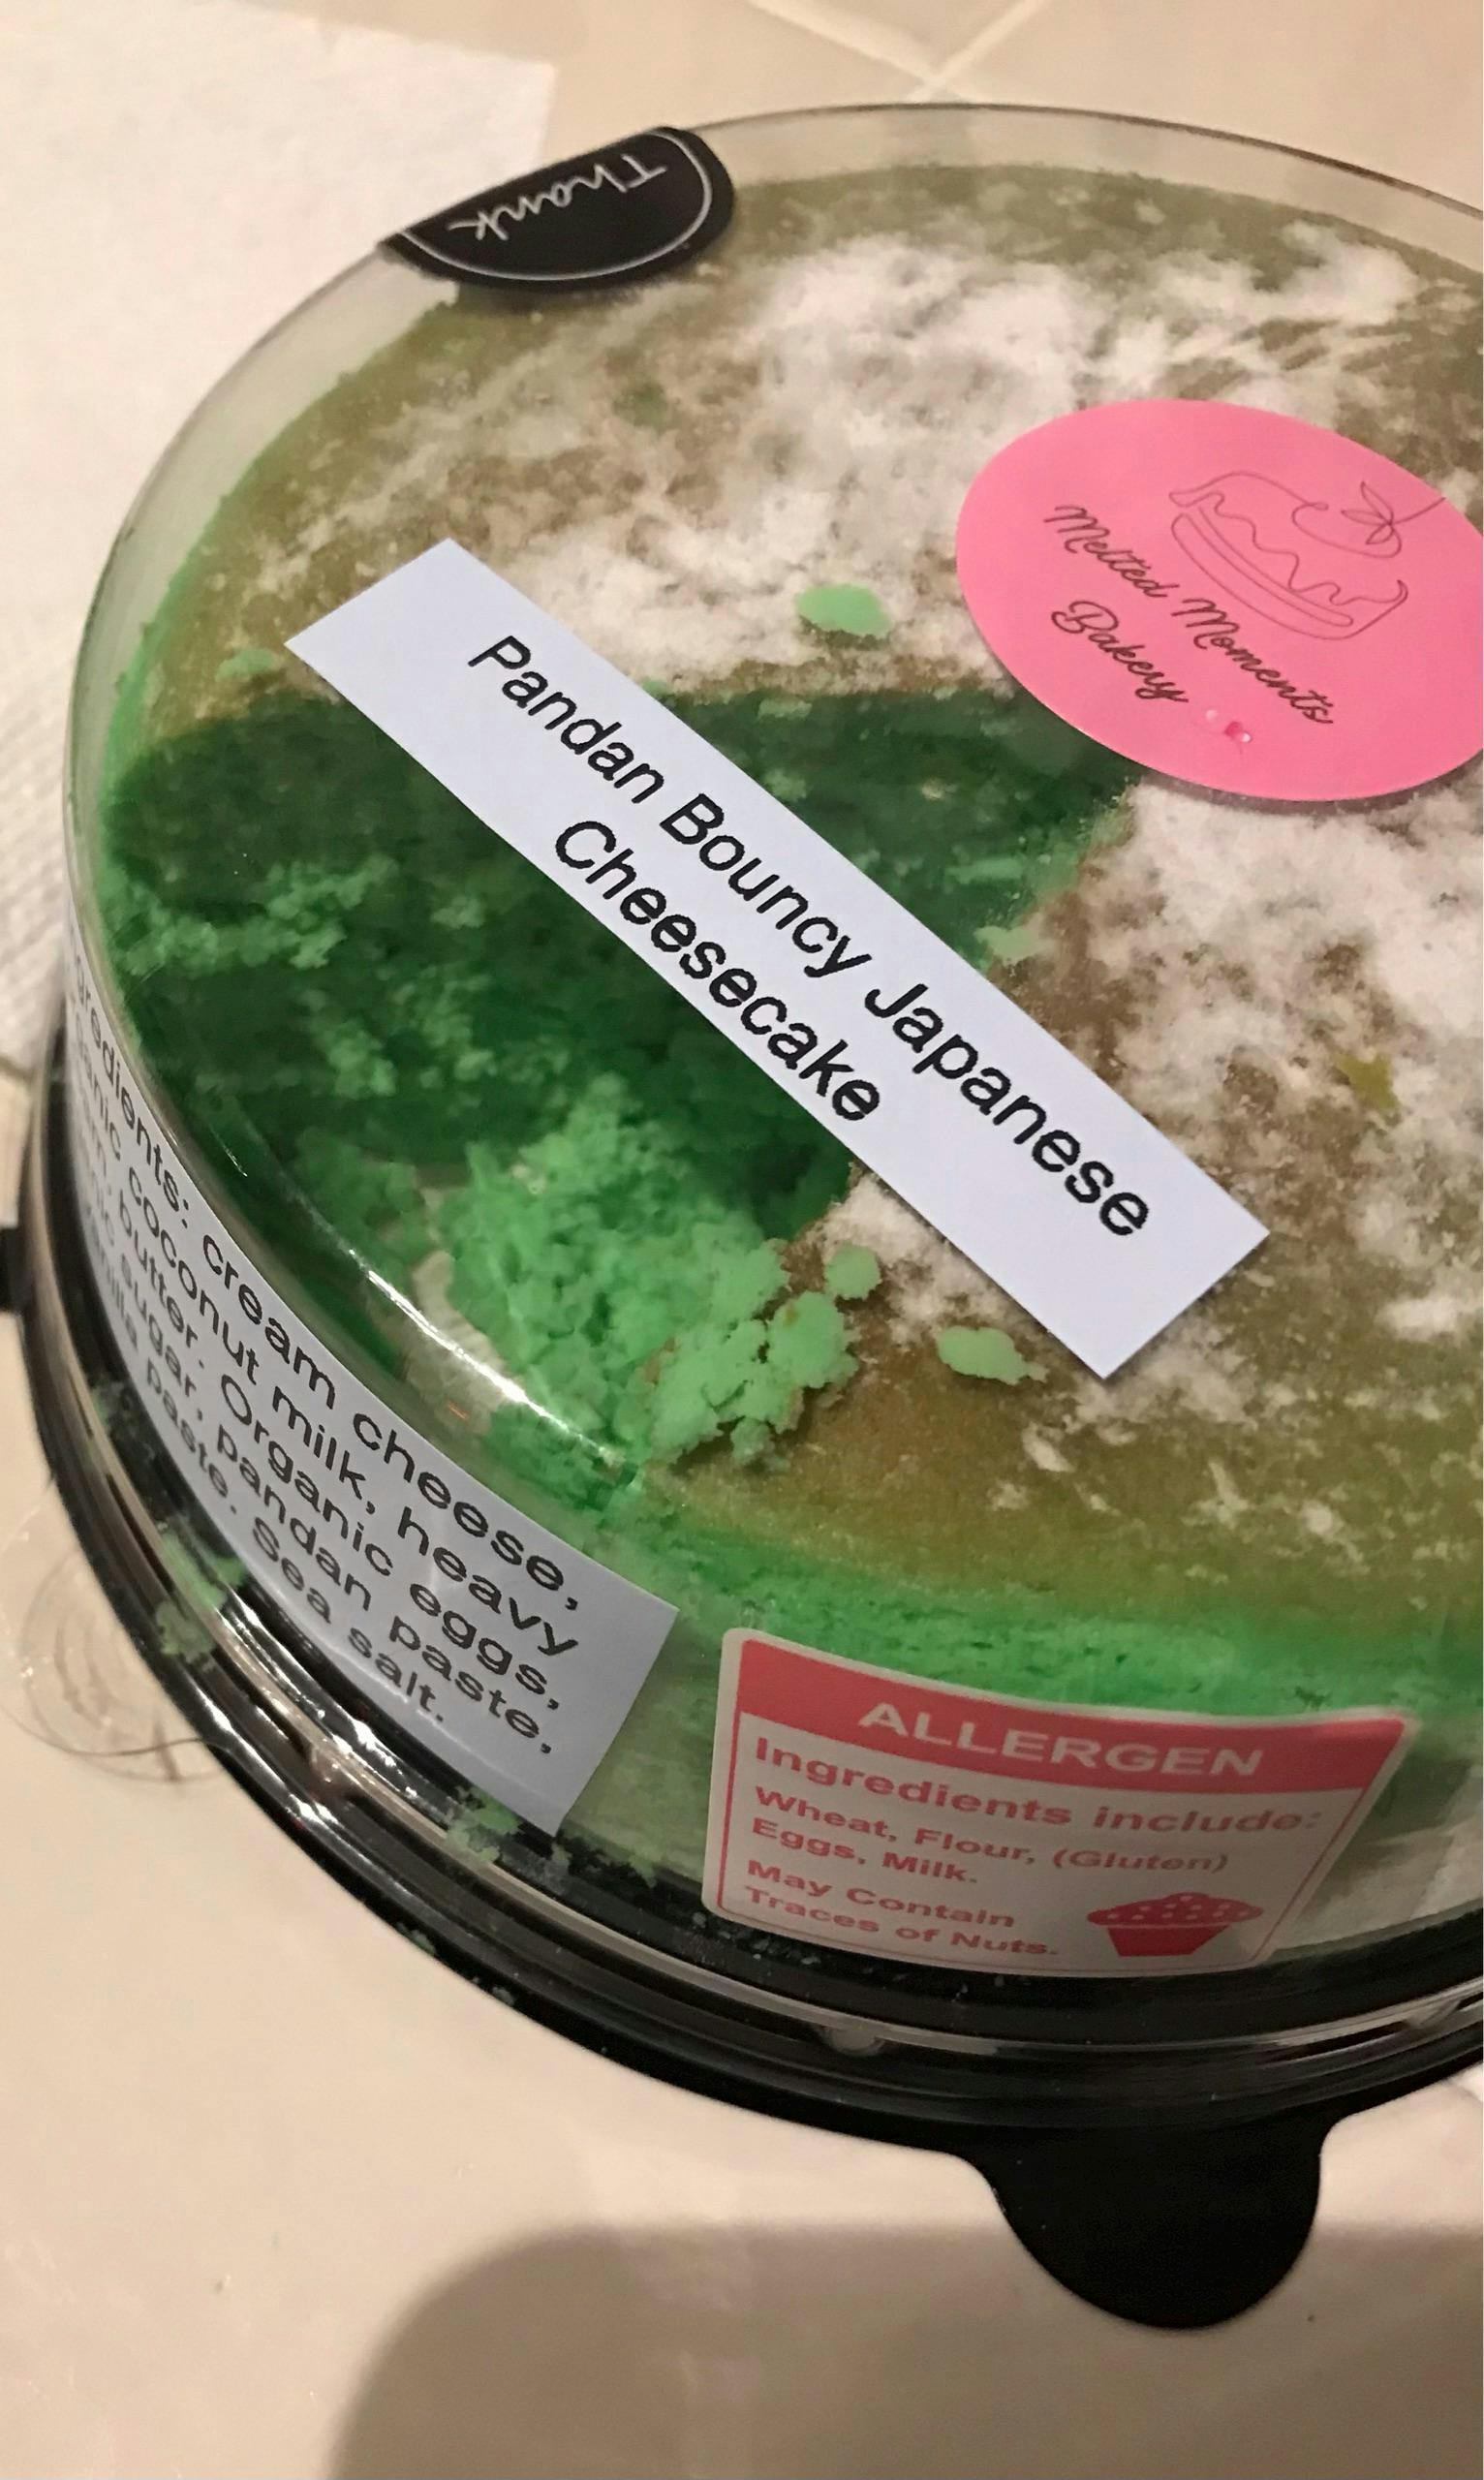 Thank
Melted Moments
Bakery
Pandan Bouncy Japanese
Cheesecake
cream cheese,
coconut milk, heavy
butter. Organic eggs,
sugar, pandan paste,
paste. Sea salt.
ALLERGEN
Ingredients include:
Wheat, Flour, (Gluten)
Eggs, Milk.
May Contain
Traces of Nuts.